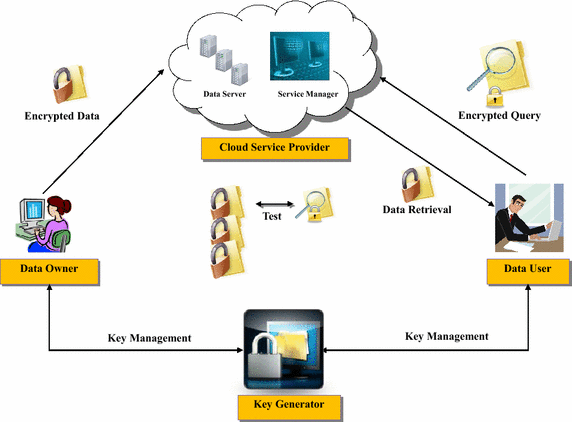 Data Server
Service Manager
Encrypted Data
Encrypted Query
Cloud Service Provider
Test
Data Retrieval
Data Owner
Data User
Key Management
Key Management
Key Generator